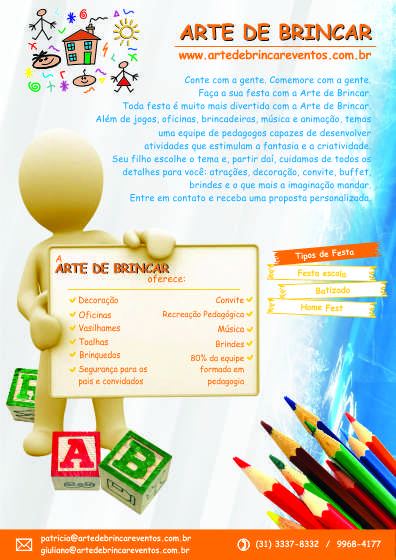 ARTE DE BRINCAR
www.artedebrincareventos.com.br
Conte com a gente. Comemore com a gente.
Faça a sua festa com a Arte de Brincar.
Toda festa é muito mais divertida com a Arte de Brincar.
Além de jogos, oficinas, brincadeiras, música e animação, temos
uma equipe de pedagogos capazes de desenvolver
atividades que estimulam a fantasia e a criatividade.
Seu filho escolhe o tema e, partir daí, cuidamos de todos os
detalhes para você: atrações, decoração, convite, buffet,
brindes e o que mais a imaginação mandar.
Entre em contato e receba uma proposta personalizada.
A
ARTE DE BRINCAR
oferece:
Decoração
Oficinas
Vasilhames
Toalhas
Brinquedos
Segurança para os
pais e convidados
Convite
Recreação Pedagógica
Música
Brindes
80% da equipe
formado em
pedagogia
Tipos de Festa
Festa escola
Batizado
Home Fest
E
A
B
patricia@artedebrincareventos.com.br
giuliano@artedebrincareventos.com.br
(31) 3337-8332 / 9968-4177